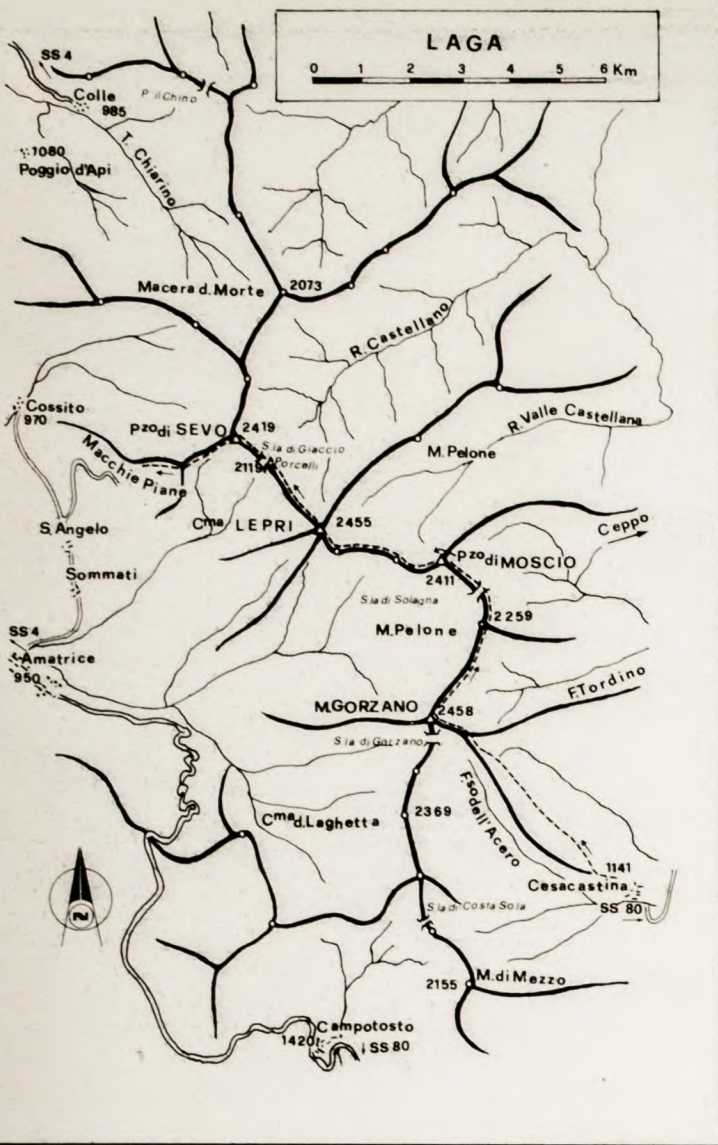 LAGA
0 1 2 3 4 5 6 Km
SS 4
Colle
985
P. il Chino
T. Chiarino
1080
Poggio d'Api
Macera d. Morte
2073
R. Castellano
Cossito
970
Pzo di SEVO
2419
S la di Giaccio
Porcelli
2119
Macchie Piane
M. Pelone
R. Valle Castellana
Cma LEPRI
2455
S. Angelo
Ceppo
Pzo di MOSCIO
2411
Sommati
S la di Solagna
2259
M. Pelone
SS 4
Amatrice
950
F. Tordino
M. GORZANO
2458
S la di Gorzano
F.so dell'Acero
Cma d. Laghetta
2369
1141
Cesacastina
SS 80
S la di Costa Sola
N
2155
M. di Mezzo
Campotosto
1420
SS 80